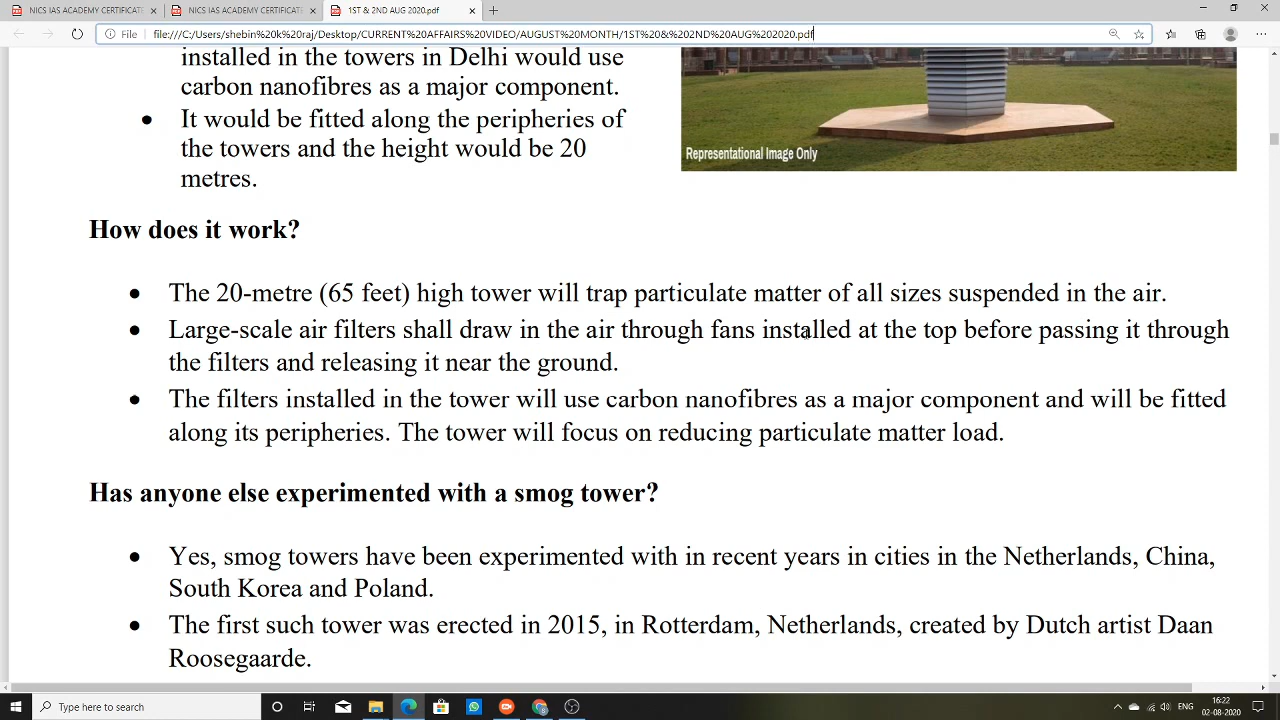 NICS IAS ACADEMY CERTIFICATE
NICS IAS ACADEMY CERTIFICATE
1ST & 2ND AUG 2020.pdf
File
file:///C:/Users/shebin%20k%20raj/Desktop/CURRENT%20AFFAIRS%20VIDEO/AUGUST%20MONTH/1ST%20&%202ND%20AUG%202020.pdf
installed in the towers in Delhi would use
carbon nanofibres as a major component.
• It would be fitted along the peripheries of
the towers and the height would be 20
metres.
Representational Image Only
How does it work?
• The 20-metre (65 feet) high tower will trap particulate matter of all sizes suspended in the air.
• Large-scale air filters shall draw in the air through fans installed at the top before passing it through
the filters and releasing it near the ground.
• The filters installed in the tower will use carbon nanofibres as a major component and will be fitted
along its peripheries. The tower will focus on reducing particulate matter load.
Has anyone else experimented with a smog tower?
• Yes, smog towers have been experimented with in recent years in cities in the Netherlands, China,
South Korea and Poland.
• The first such tower was erected in 2015, in Rotterdam, Netherlands, created by Dutch artist Daan
Roosegaarde.
Type here to search
ENG
16:22
02-08-2020